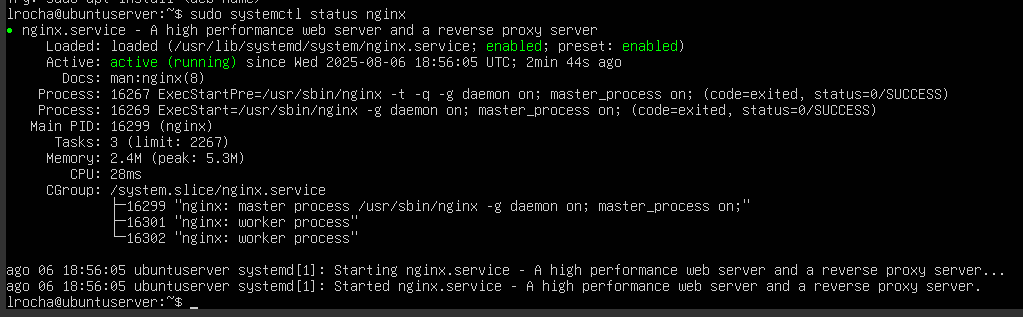 lrocha@ubuntuserver:~$ sudo systemctl status nginx
● nginx.service - A high performance web server and a reverse proxy server
     Loaded: loaded (/usr/lib/systemd/system/nginx.service; enabled; preset: enabled)
     Active: active (running) since Wed 2025-08-06 18:56:05 UTC; 2min 44s ago
       Docs: man:nginx(8)
    Process: 16267 ExecStartPre=/usr/sbin/nginx -t -q -g daemon on; master_process on; (code=exited, status=0/SUCCESS)
    Process: 16269 ExecStart=/usr/sbin/nginx -g daemon on; master_process on; (code=exited, status=0/SUCCESS)
   Main PID: 16299 (nginx)
      Tasks: 3 (limit: 2267)
     Memory: 2.4M (peak: 5.3M)
        CPU: 28ms
     CGroup: /system.slice/nginx.service
             ├─16299 "nginx: master process /usr/sbin/nginx -g daemon on; master_process on;"
             ├─16301 "nginx: worker process"
             └─16302 "nginx: worker process"
ago 06 18:56:05 ubuntuserver systemd[1]: Starting nginx.service - A high performance web server and a reverse proxy server...
ago 06 18:56:05 ubuntuserver systemd[1]: Started nginx.service - A high performance web server and a reverse proxy server.
lrocha@ubuntuserver:~$ _